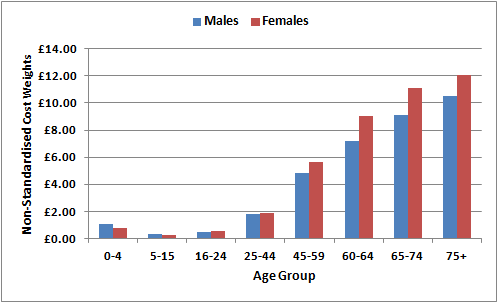 Males Females
£14.00
£12.00
£10.00
£8.00
£6.00
£4.00
£2.00
£0.00
Non-Standardised Cost Weights
0-4 5-15 16-24 25-44 45-59 60-64 65-74 75+
Age Group